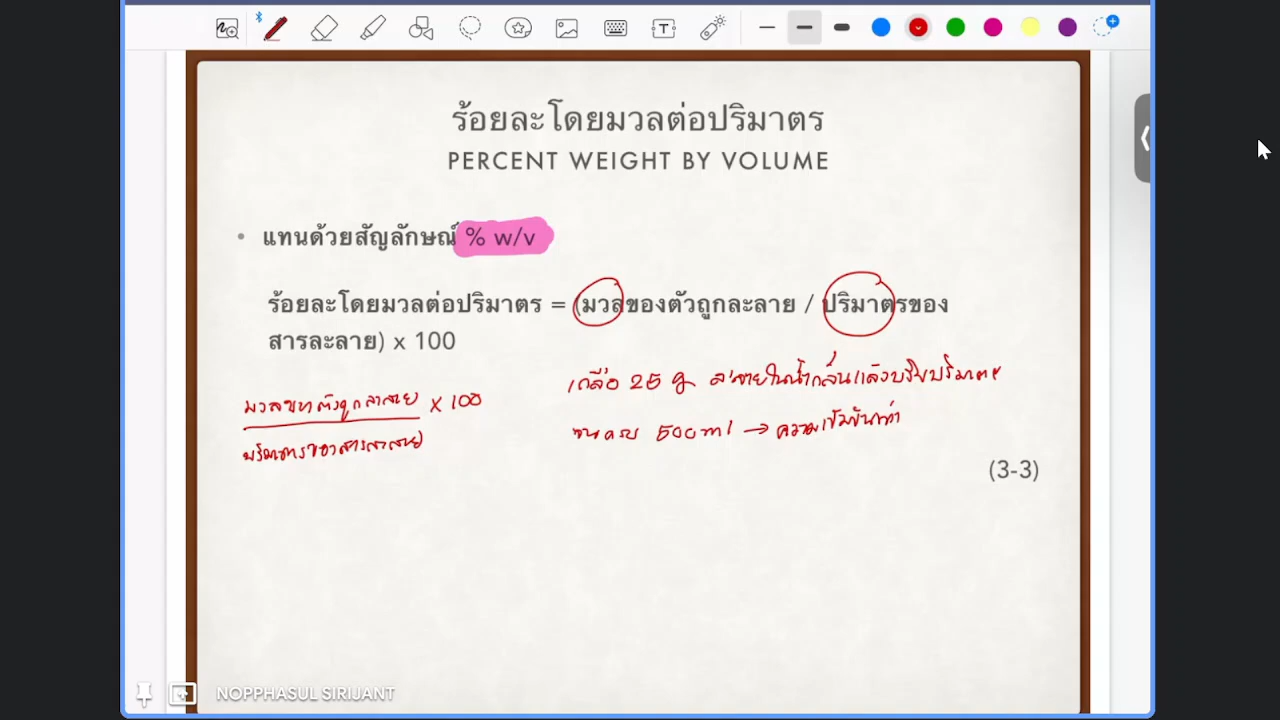 ร้อยละโดยมวลต่อปริมาตร
PERCENT WEIGHT BY VOLUME
• แทนด้วยสัญลักษณ์ % w/v
ร้อยละโดยมวลต่อปริมาตร = (มวลของตัวถูกละลาย / ปริมาตรของ
สารละลาย) x 100
มวลของตัวถูกละลาย x 100
ปริมาตรของสารละลาย
เกลือ 25 g ละลายในน้ำกลั่นแล้วปรับปริมาตร
จนครบ 500 ml → ความเข้มข้นเท่า
(3-3)
NOPPHASUL SIRIJANT